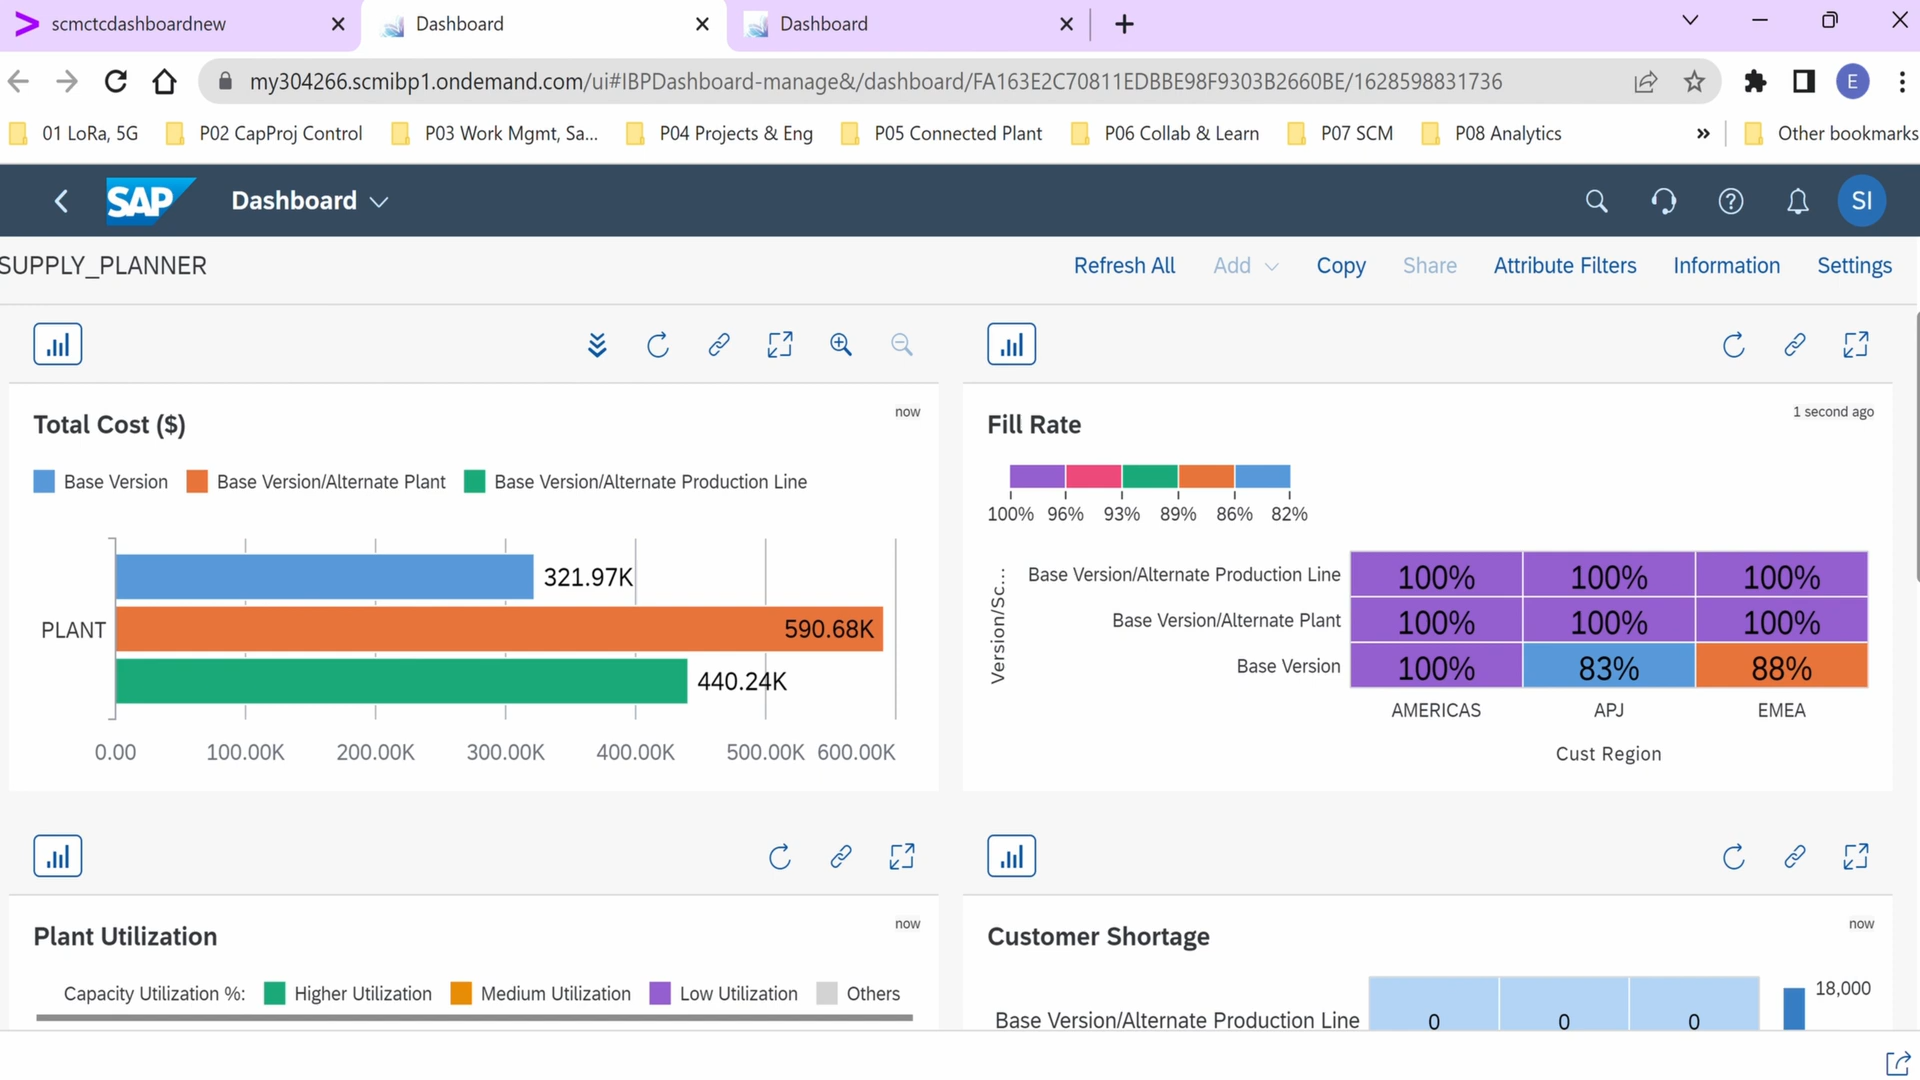 scmctcdashboardnew
Dashboard
Dashboard
my304266.scmibp1.ondemand.com/ui#IBPDashboard-manage&/dashboard/FA163E2C70811EDBBE98F9303B2660BE/1628598831736
E
01 LoRa, 5G
P02 CapProj Control
P03 Work Mgmt, Sa...
P04 Projects & Eng
P05 Connected Plant
P06 Collab & Learn
P07 SCM
P08 Analytics
»
Other bookmarks
SAP
Dashboard
SI
SUPPLY_PLANNER
Refresh All
Add
Copy
Share
Attribute Filters
Information
Settings
Total Cost ($)
now
Base Version
Base Version/Alternate Plant
Base Version/Alternate Production Line
321.97K
PLANT
590.68K
440.24K
0.00
100.00K
200.00K
300.00K
400.00K
500.00K
600.00K
Fill Rate
1 second ago
100%
96%
93%
89%
86%
82%
Version/Sc...
Base Version/Alternate Production Line
100%
100%
100%
Base Version/Alternate Plant
100%
100%
100%
Base Version
100%
83%
88%
AMERICAS
APJ
EMEA
Cust Region
Plant Utilization
now
Capacity Utilization %:
Higher Utilization
Medium Utilization
Low Utilization
Others
Customer Shortage
now
18,000
Base Version/Alternate Production Line
0
0
0